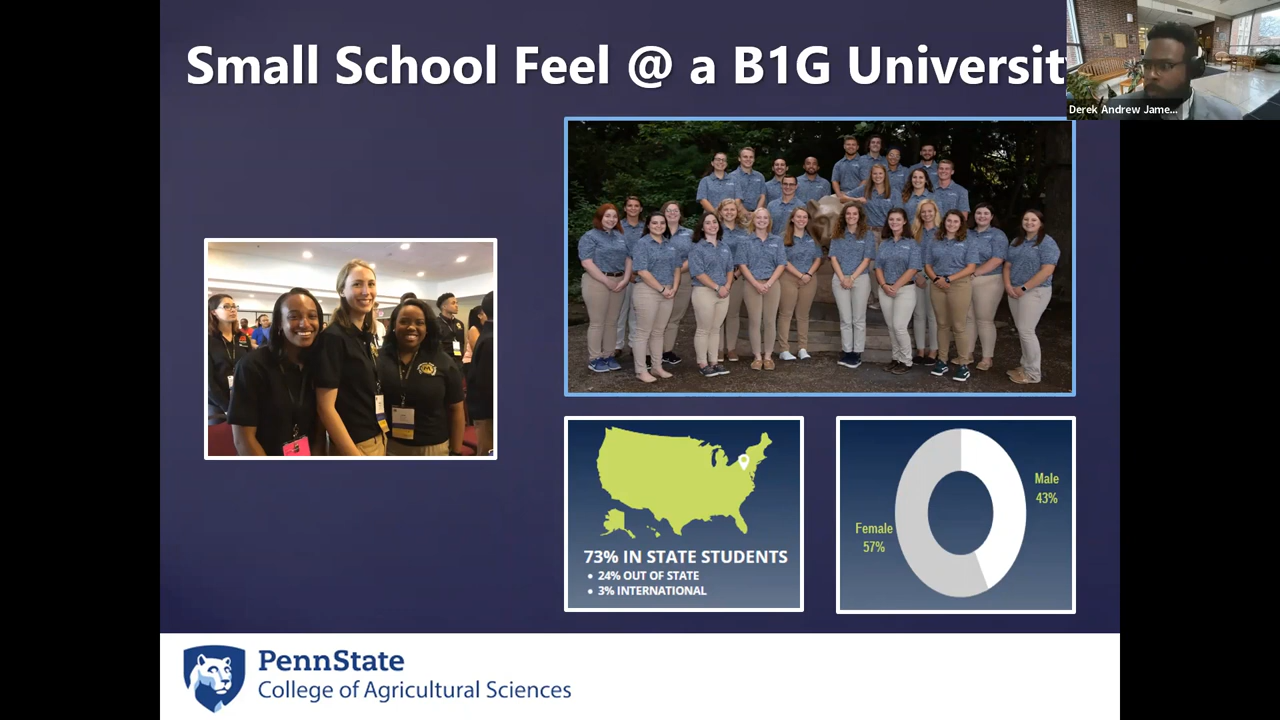 Small School Feel @ a B1G Universit
Derek Andrew Jame...
73% IN STATE STUDENTS
• 24% OUT OF STATE
• 3% INTERNATIONAL
Male
43%
Female
57%
PennState
College of Agricultural Sciences